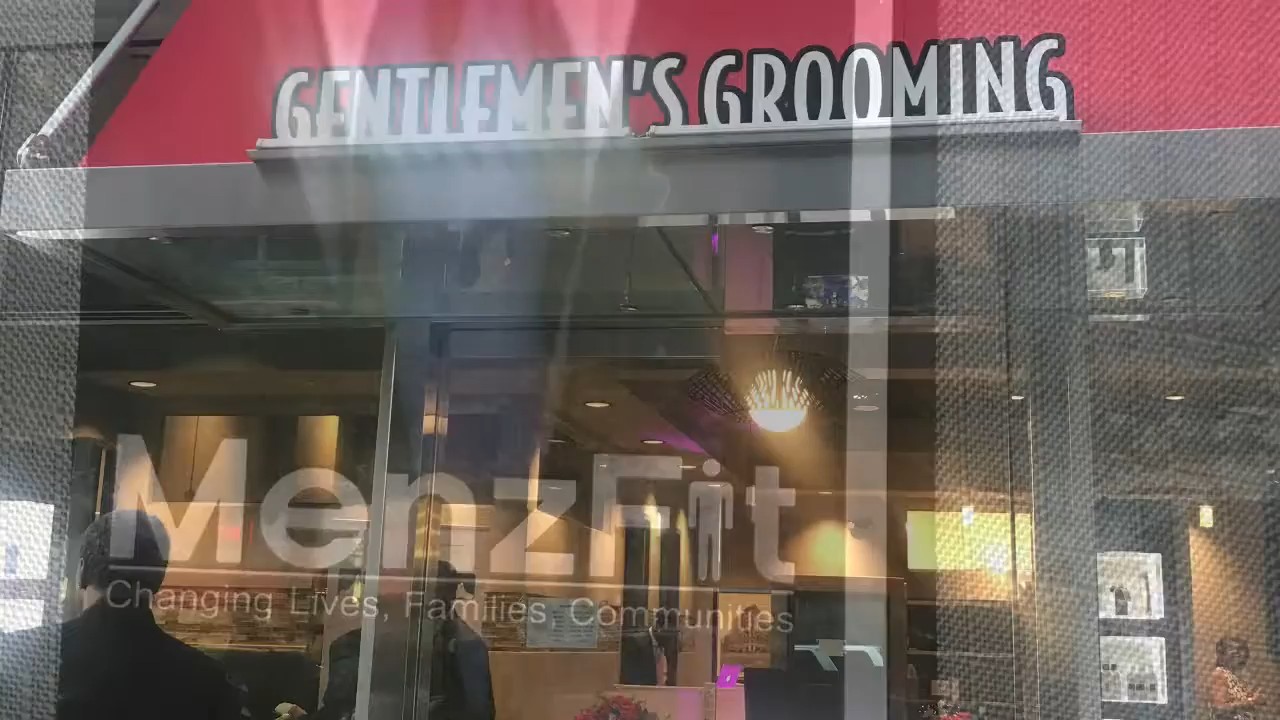 GENTLEMEN'S GROOMING
MenzFit
Changing Lives, Families, Communities